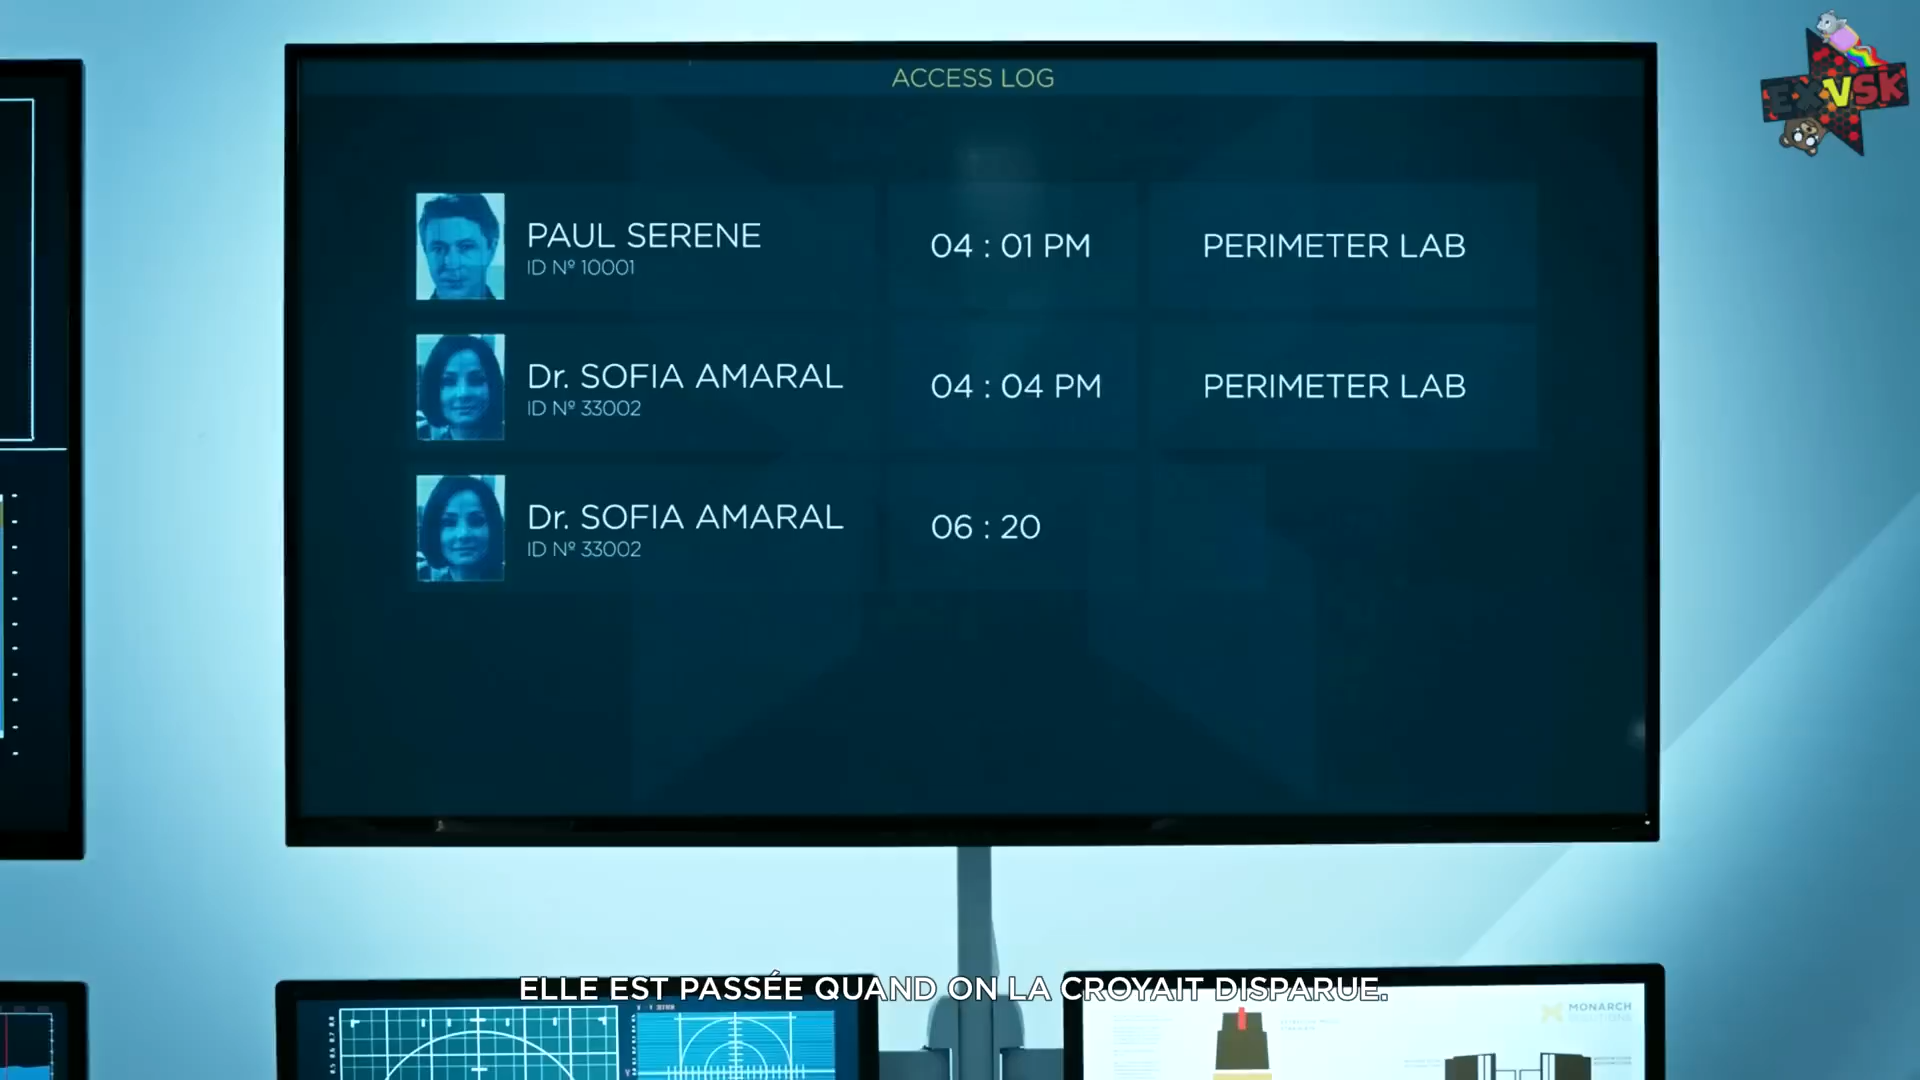 ACCESS LOG
EXVSK
PAUL SERENE
ID Nº 10001
04 : 01 PM
PERIMETER LAB
Dr. SOFIA AMARAL
ID Nº 33002
04 : 04 PM
PERIMETER LAB
Dr. SOFIA AMARAL
ID Nº 33002
06 : 20
ELLE EST PASSÉE QUAND ON LA CROYAIT DISPARUE.
MONARCH
SOLUTIONS